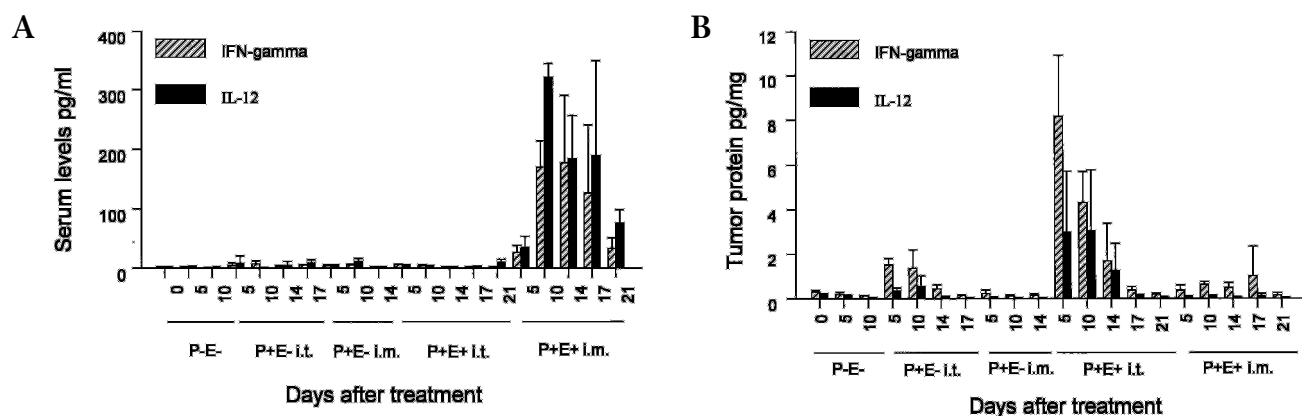 A
Serum levels pg/ml
400
300
200
100
0
IFN-gamma
IL-12
0 5 10 5 10 14 17 5 10 14 5 10 14 17 21 5 10 14 17 21
P-E- P+E- i.t. P+E- i.m. P+E+ i.t. P+E+ i.m.
Days after treatment
B
Tumor protein pg/mg
12
10
8
6
4
2
0
IFN-gamma
IL-12
0 5 10 5 10 14 17 5 10 14 5 10 14 17 21 5 10 14 17 21
P-E- P+E- i.t. P+E- i.m. P+E+ i.t. P+E+ i.m.
Days after treatment